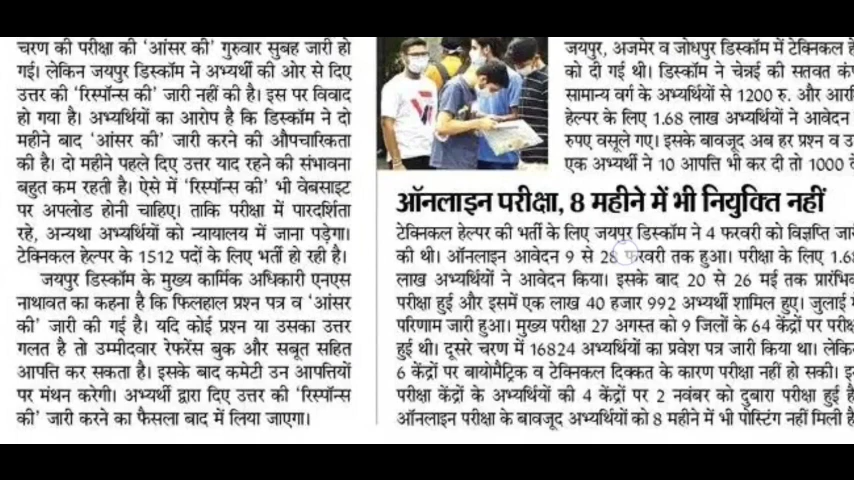 चरण की परीक्षा की ‘आंसर की’ गुरुवार सुबह जारी हो
गई। लेकिन जयपुर डिस्कॉम ने अभ्यर्थी की ओर से दिए
उत्तर की ‘रिस्पॉन्स की’ जारी नहीं की है। इस पर विवाद
हो गया है। अभ्यर्थियों का आरोप है कि डिस्कॉम ने दो
महीने बाद ‘आंसर की’ जारी करने की औपचारिकता
की है। दो महीने पहले दिए उत्तर याद रहने की संभावना
बहुत कम रहती है। ऐसे में ‘रिस्पॉन्स की’ भी वेबसाइट
पर अपलोड होनी चाहिए। ताकि परीक्षा में पारदर्शिता
रहे, अन्यथा अभ्यर्थियों को न्यायालय में जाना पड़ेगा।
टेक्निकल हेल्पर के 1512 पदों के लिए भर्ती हो रही है।
जयपुर डिस्कॉम के मुख्य कार्मिक अधिकारी एनएस
नाथावत का कहना है कि फिलहाल प्रश्न पत्र व ‘आंसर
की’ जारी की गई है। यदि कोई प्रश्न या उसका उत्तर
गलत है तो उम्मीदवार रेफरेंस बुक और सबूत सहित
आपत्ति कर सकता है। इसके बाद कमेटी उन आपत्तियों
पर मंथन करेगी। अभ्यर्थी द्वारा दिए उत्तर की ‘रिस्पॉन्स
की’ जारी करने का फैसला बाद में लिया जाएगा।
जयपुर, अजमेर व जोधपुर डिस्कॉम में टेक्निकल
को दी गई थी। डिस्कॉम ने चेन्नई की सतवत
सामान्य वर्ग के अभ्यर्थियों से 1200 रु. और
हेल्पर के लिए 1.68 लाख अभ्यर्थियों ने आवेदन
रुपए वसूले गए। इसके बावजूद अब हर प्रश्न व
एक अभ्यर्थी ने 10 आपत्ति भी कर दी तो 1000
ऑनलाइन परीक्षा, 8 महीने में भी नियुक्ति नहीं
टेक्निकल हेल्पर की भर्ती के लिए जयपुर डिस्कॉम ने 4 फरवरी को विज्ञप्ति
की थी। ऑनलाइन आवेदन 9 से 28 फरवरी तक हुआ। परीक्षा के लिए
लाख अभ्यर्थियों ने आवेदन किया। इसके बाद 20 से 26 मई तक
परीक्षा हुई और इसमें एक लाख 40 हजार 992 अभ्यर्थी शामिल हुए। जुलाई
परिणाम जारी हुआ। मुख्य परीक्षा 27 अगस्त को 9 जिलों के 64 केंद्रों पर
हुई थी। दूसरे चरण में 16824 अभ्यर्थियों का प्रवेश पत्र जारी किया था।
6 केंद्रों पर बायोमैट्रिक व टेक्निकल दिक्कत के कारण परीक्षा नहीं हो सकी।
परीक्षा केंद्रों के अभ्यर्थियों की 4 केंद्रों पर 2 नवंबर को दुबारा परीक्षा हुई
ऑनलाइन परीक्षा के बावजूद अभ्यर्थियों को 8 महीने में भी पोस्टिंग नहीं मिली